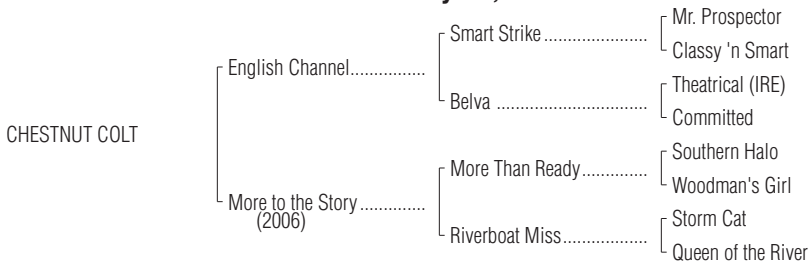 Mr. Prospector
Smart Strike
Classy 'n Smart
English Channel
Theatrical (IRE)
Belva
Committed
CHESTNUT COLT
Southern Halo
More Than Ready
Woodman's Girl
More to the Story
(2006)
Storm Cat
Riverboat Miss
Queen of the River